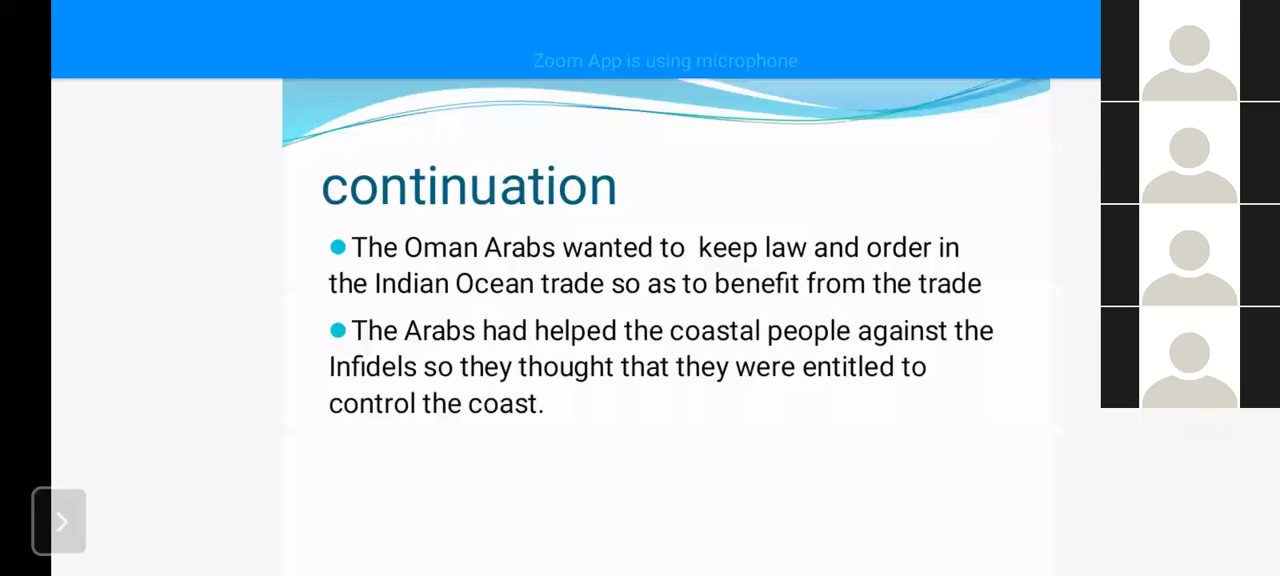 Zoom App is using microphone
continuation
The Oman Arabs wanted to keep law and order in
the Indian Ocean trade so as to benefit from the trade
The Arabs had helped the coastal people against the
Infidels so they thought that they were entitled to
control the coast.